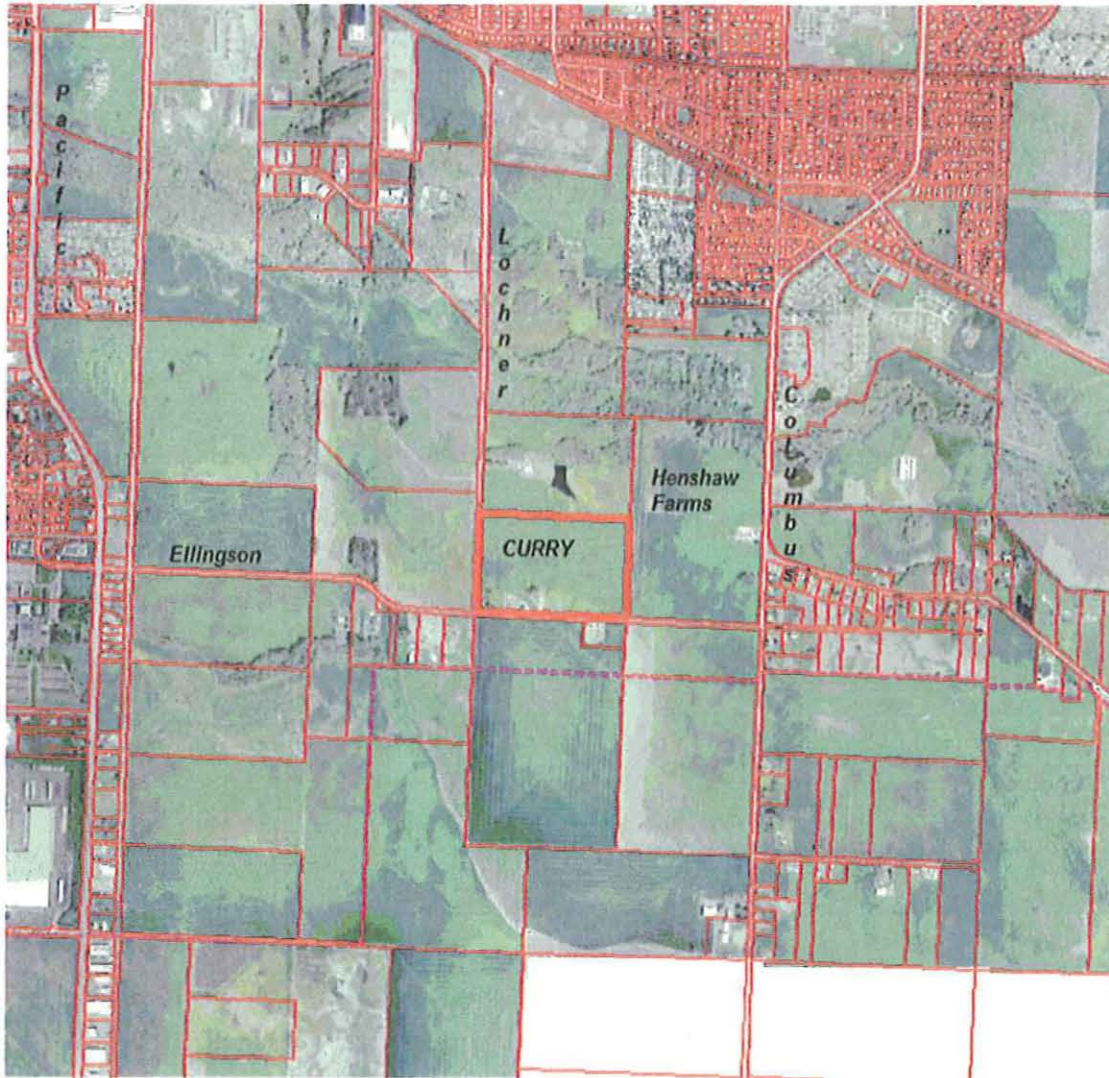 Pacific
Lochner
Columbus
Henshaw
Farms
Ellingson
CURRY